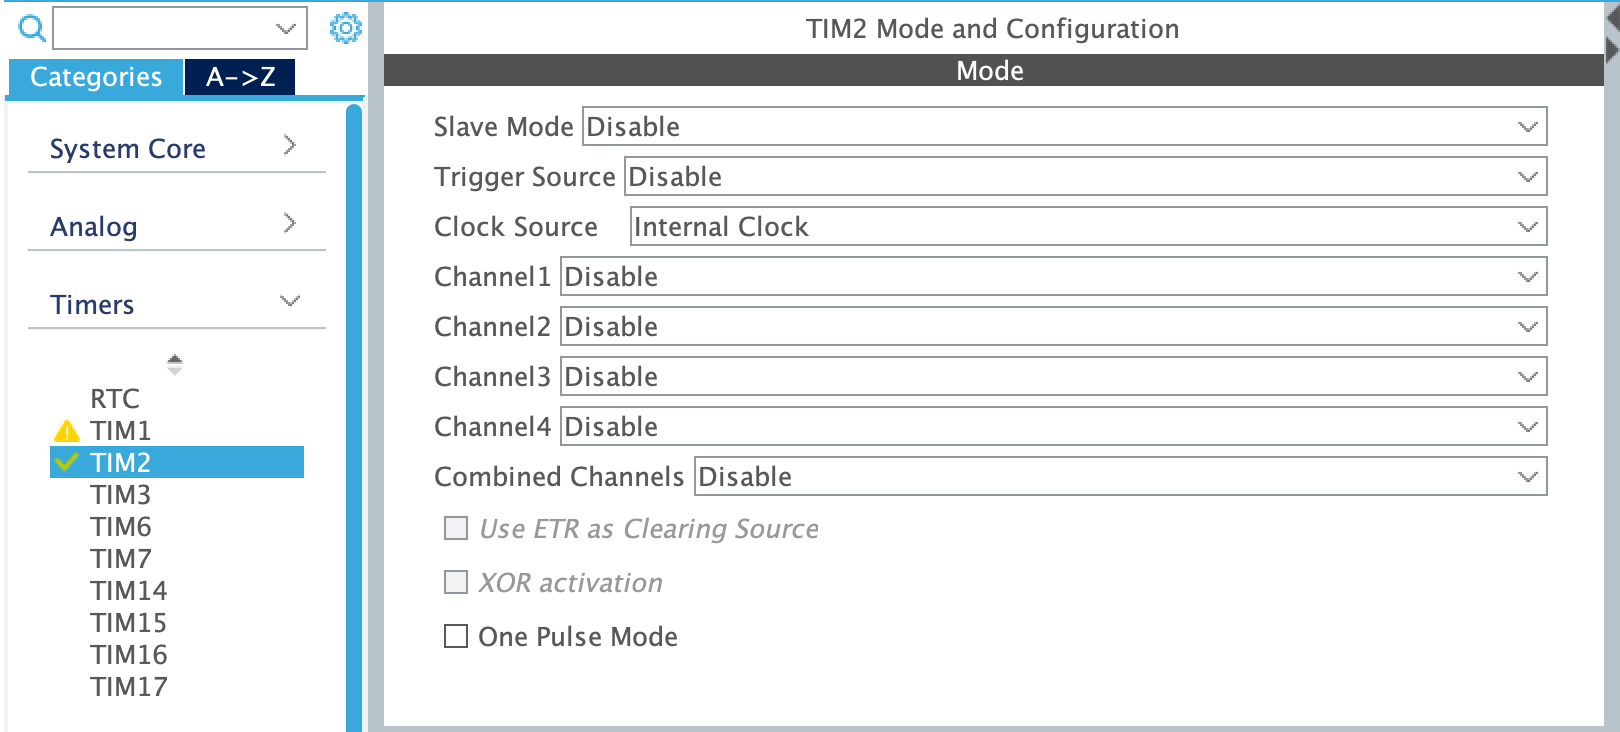 Categories
A->Z
System Core
Analog
Timers
RTC
TIM1
TIM2
TIM3
TIM6
TIM7
TIM14
TIM15
TIM16
TIM17
TIM2 Mode and Configuration
Mode
Slave Mode Disable
Trigger Source Disable
Clock Source Internal Clock
Channel1 Disable
Channel2 Disable
Channel3 Disable
Channel4 Disable
Combined Channels Disable
Use ETR as Clearing Source
XOR activation
One Pulse Mode